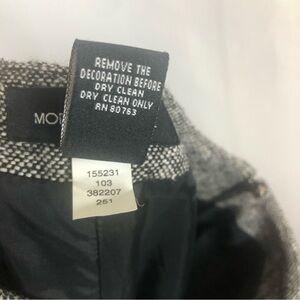 REMOVE THE
DECORATION BEFORE
DRY CLEAN
DRY CLEAN ONLY
RN 80763
155231
103
382207
251